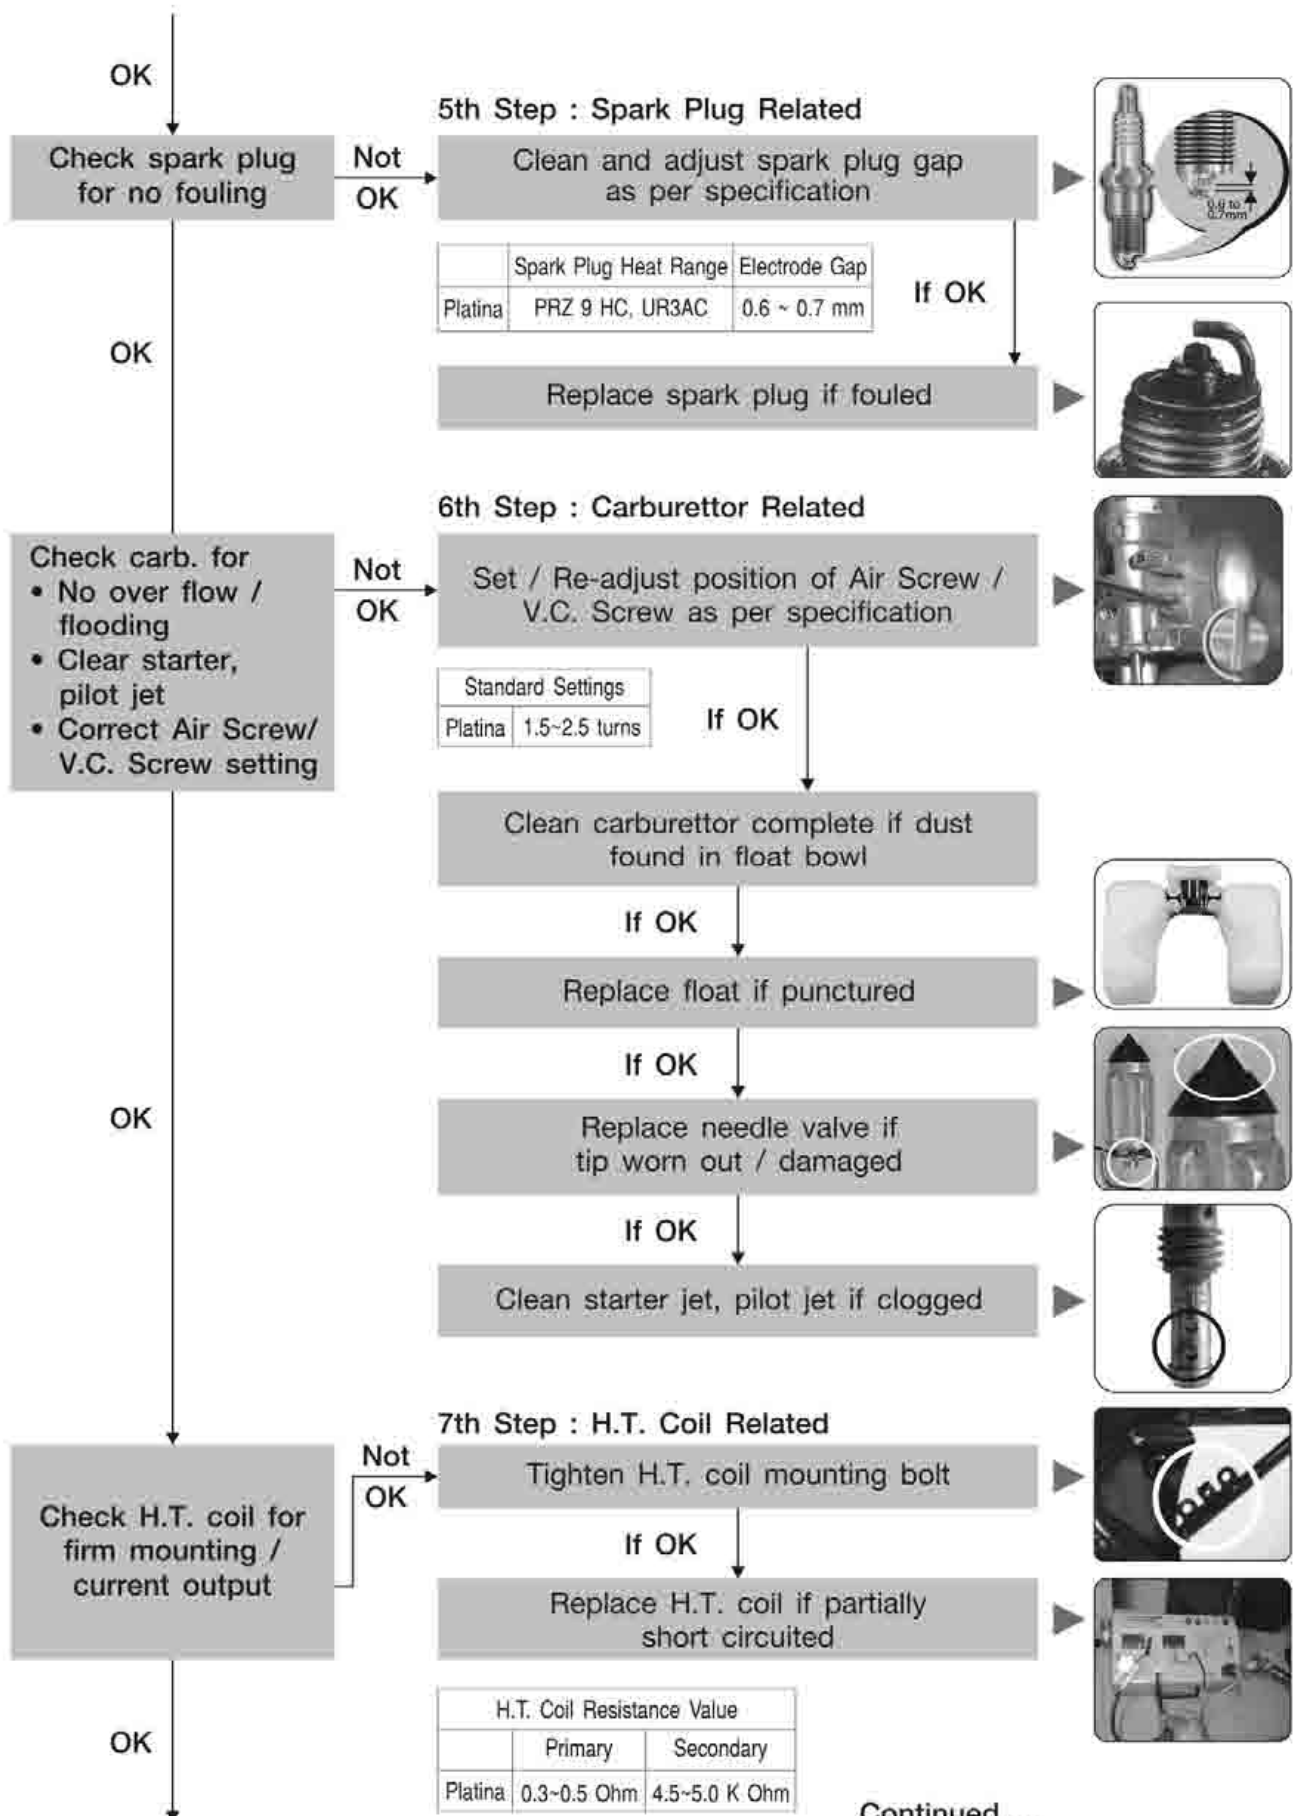 OK
5th Step : Spark Plug Related
Check spark plug
for no fouling
Not
OK
Clean and adjust spark plug gap
as per specification
0.6 to
0.7mm
Spark Plug Heat Range Electrode Gap
Platina PRZ 9 HC, UR3AC 0.6 ~ 0.7 mm
If OK
OK
Replace spark plug if fouled
6th Step : Carburettor Related
Check carb. for
• No over flow /
flooding
• Clear starter,
pilot jet
• Correct Air Screw/
V.C. Screw setting
Not
OK
Set / Re-adjust position of Air Screw /
V.C. Screw as per specification
Standard Settings
Platina 1.5~2.5 turns
If OK
Clean carburettor complete if dust
found in float bowl
If OK
Replace float if punctured
If OK
OK
Replace needle valve if
tip worn out / damaged
If OK
Clean starter jet, pilot jet if clogged
7th Step : H.T. Coil Related
Check H.T. coil for
firm mounting /
current output
Not
OK
Tighten H.T. coil mounting bolt
If OK
Replace H.T. coil if partially
short circuited
H.T. Coil Resistance Value
Primary Secondary
Platina 0.3~0.5 Ohm 4.5~5.0 K Ohm
OK
Continued....